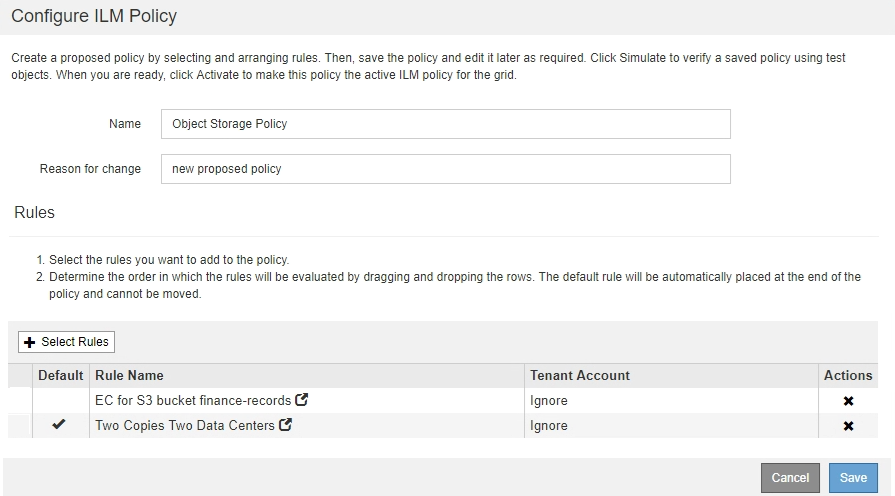 Configure ILM Policy
Create a proposed policy by selecting and arranging rules. Then, save the policy and edit it later as required. Click Simulate to verify a saved policy using test
objects. When you are ready, click Activate to make this policy the active ILM policy for the grid.
Name Object Storage Policy
Reason for change new proposed policy
Rules
1. Select the rules you want to add to the policy.
2. Determine the order in which the rules will be evaluated by dragging and dropping the rows. The default rule will be automatically placed at the end of the
policy and cannot be moved.
Select Rules
Default Rule Name Tenant Account Actions
EC for S3 bucket finance-records Ignore
Two Copies Two Data Centers Ignore
Cancel Save